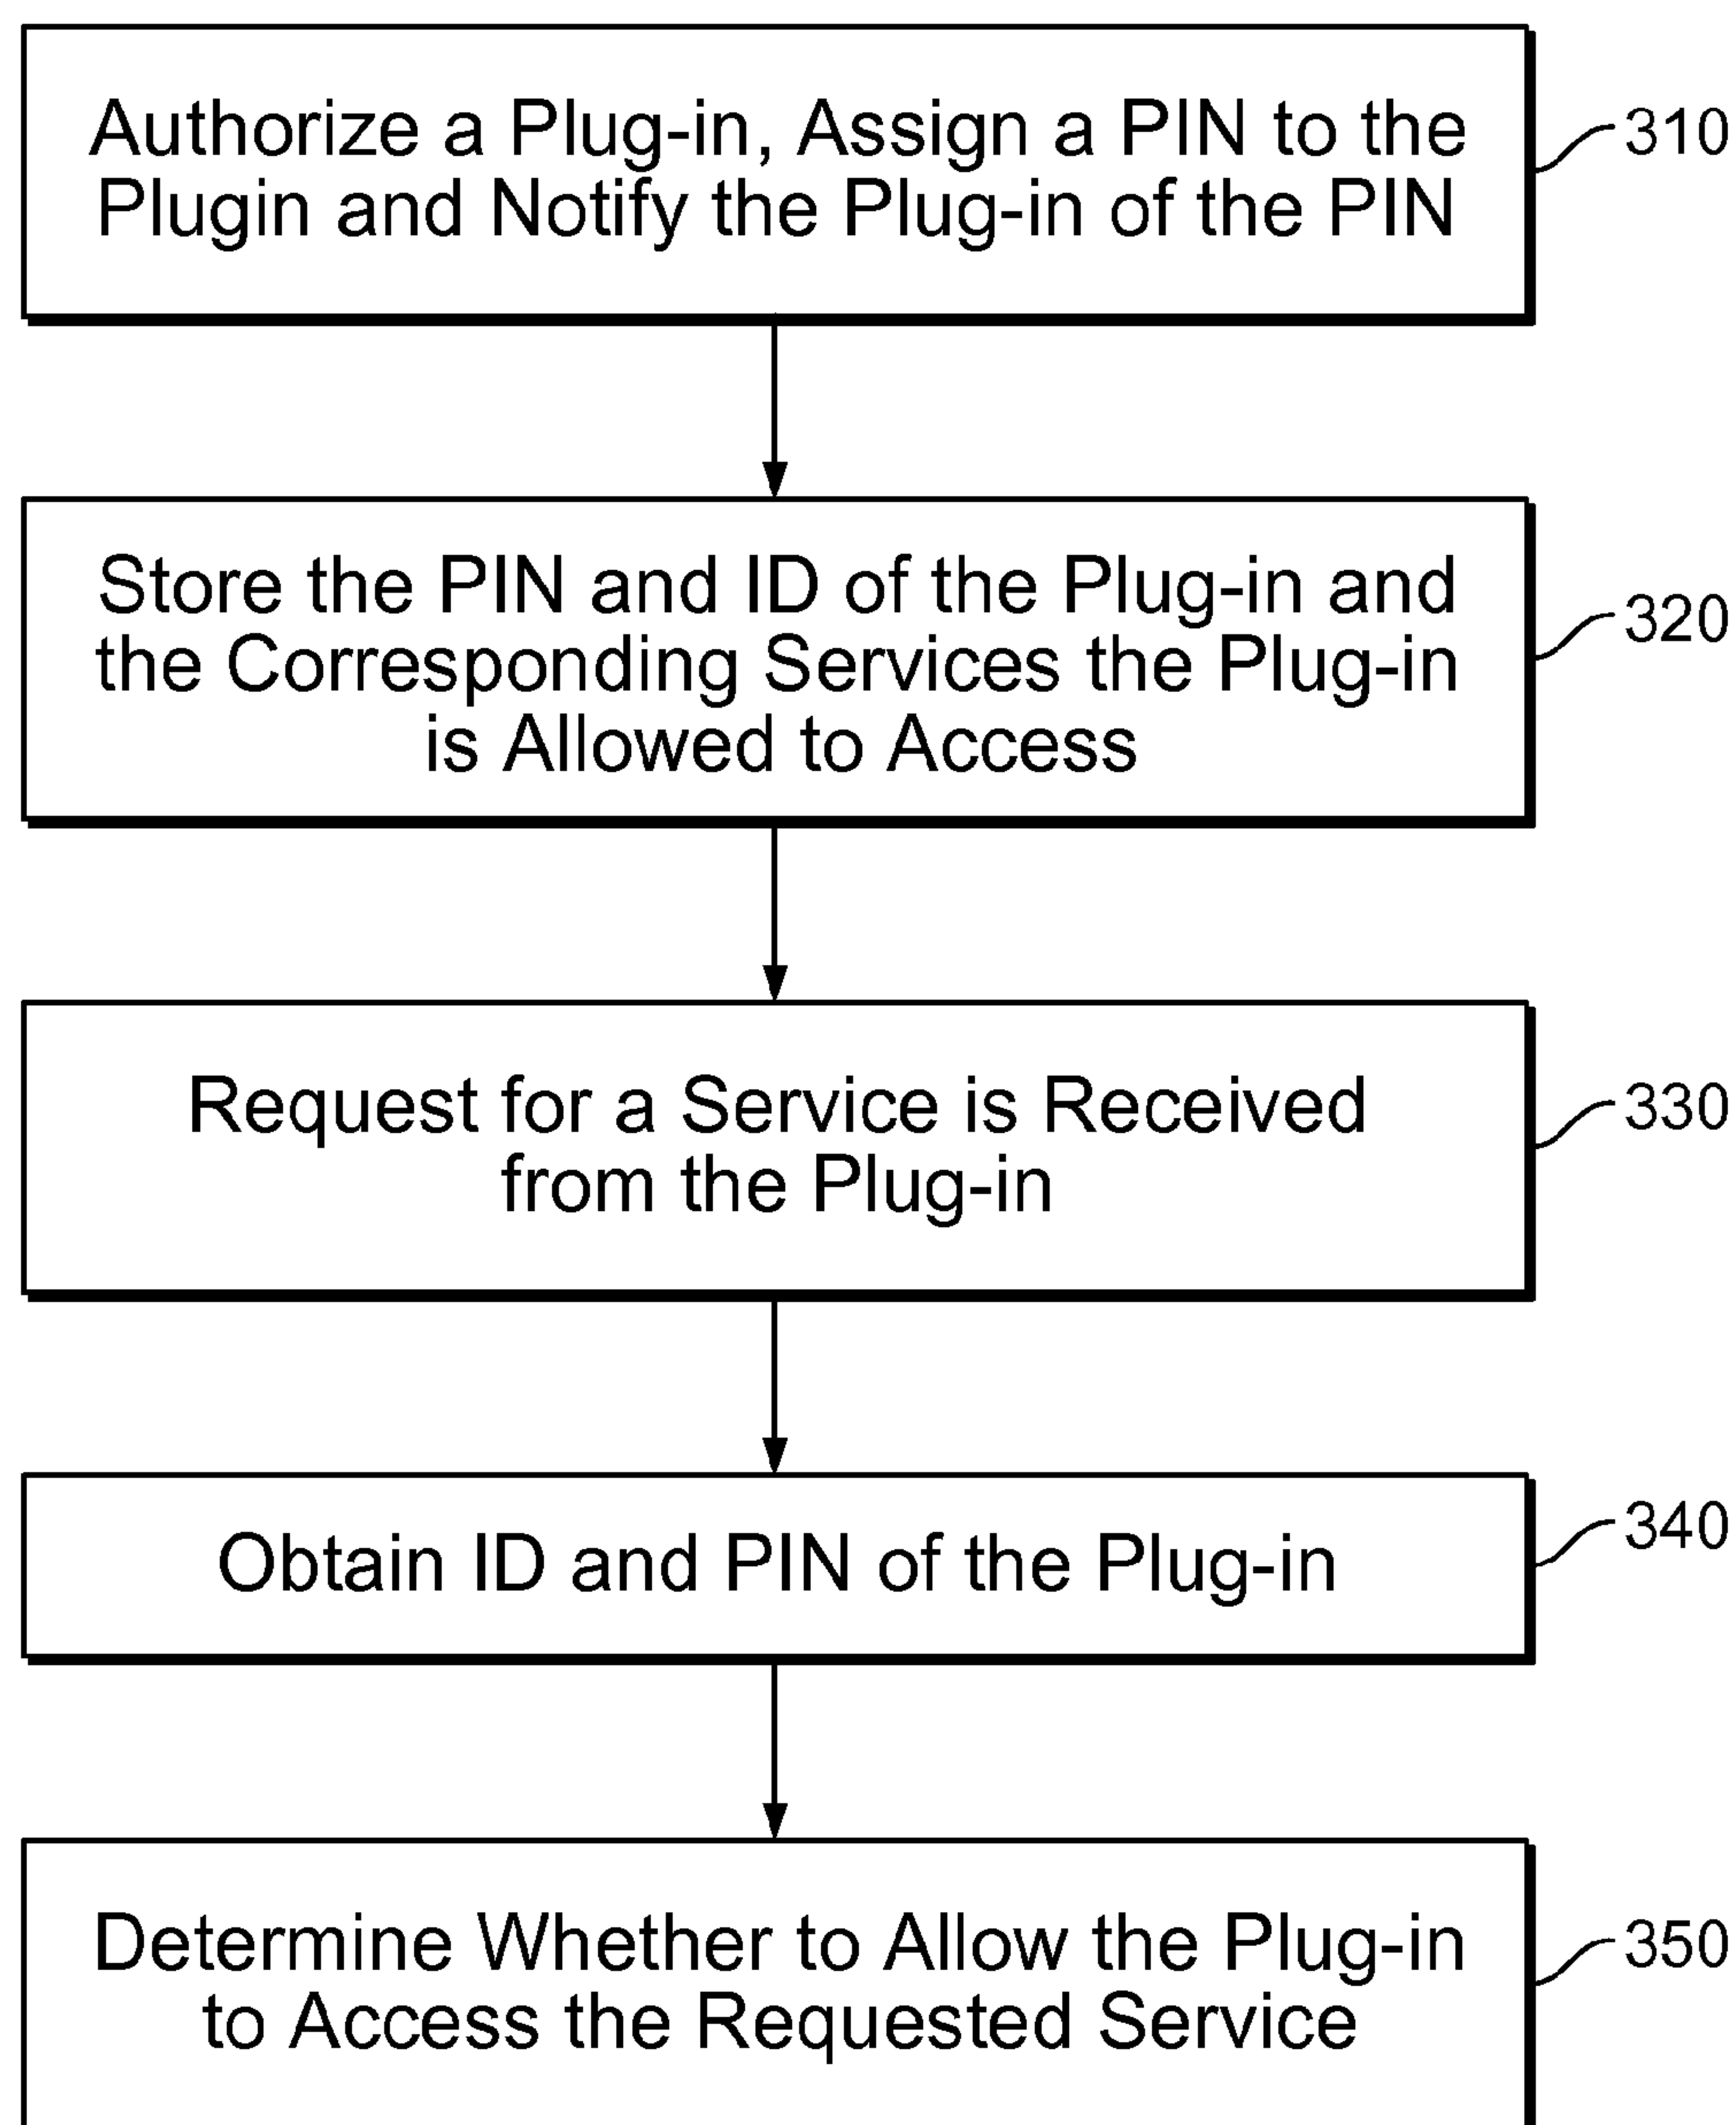 Authorize a Plug-in, Assign a PIN to the
Plugin and Notify the Plug-in of the PIN
310
Store the PIN and ID of the Plug-in and
the Corresponding Services the Plug-in
is Allowed to Access
320
Request for a Service is Received
from the Plug-in
330
Obtain ID and PIN of the Plug-in
340
Determine Whether to Allow the Plug-in
to Access the Requested Service
350